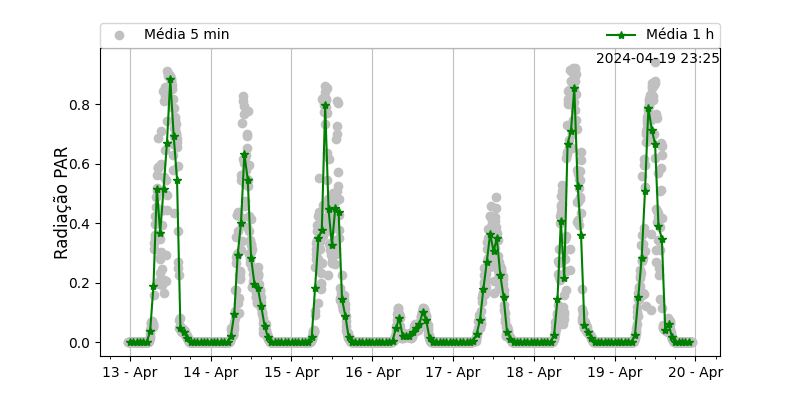 Média 5 min
Média 1 h
2024-04-19 23:25
Radiação PAR
0.8
0.6
0.4
0.2
0.0
13 - Apr
14 - Apr
15 - Apr
16 - Apr
17 - Apr
18 - Apr
19 - Apr
20 - Apr